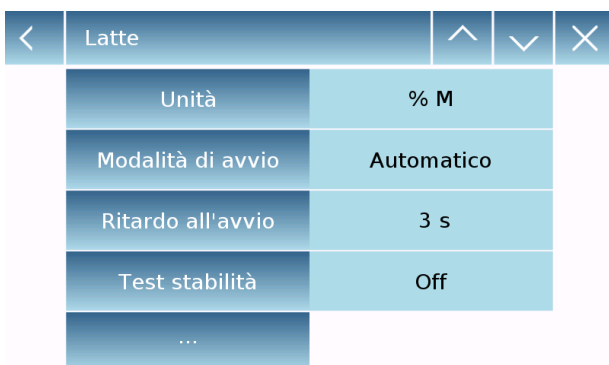 Latte
Unità % M
Modalità di avvio Automatico
Ritardo all'avvio 3 s
Test stabilità Off
...